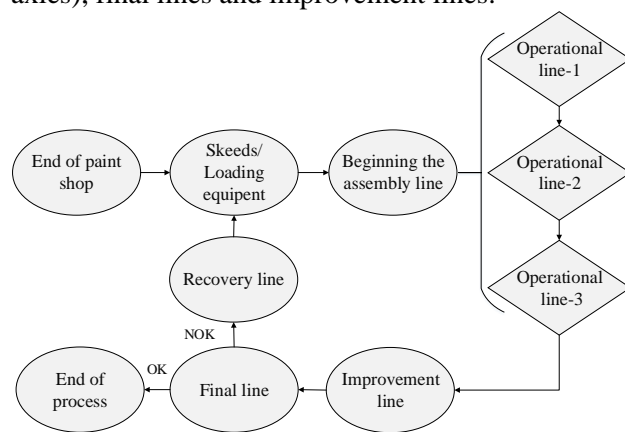 axles), final lines and improvement lines.
Operational
line-1
End of paint
shop
Skeeds/
Loading
equipent
Beginning the
assembly line
Operational
line-2
Operational
line-3
Recovery line
NOK
OK
End of
process
Final line
Improvement
line